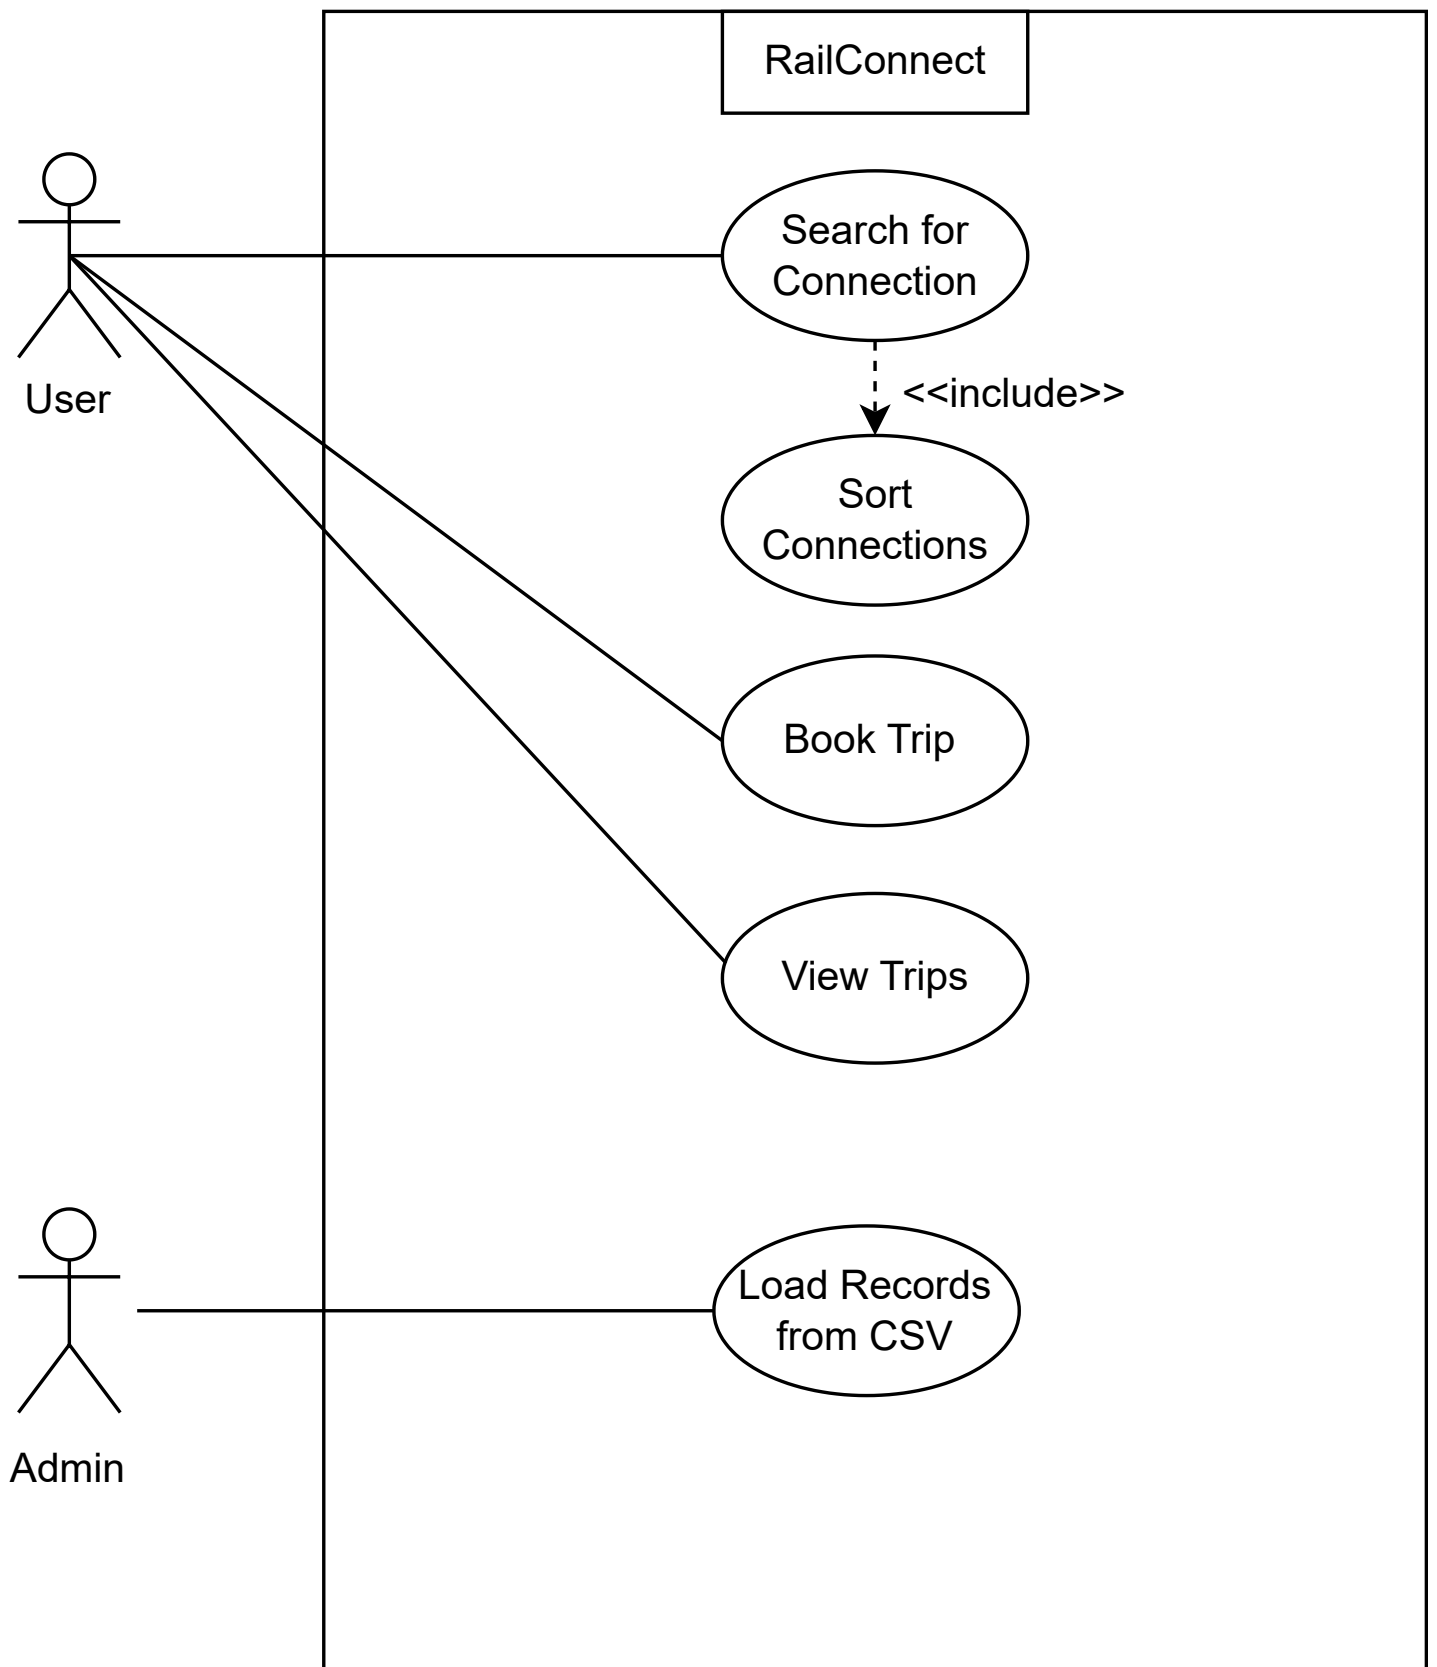 RailConnect
Search for
Connection
User
<<include>>
Sort
Connections
Book Trip
View Trips
Load Records
from CSV
Admin